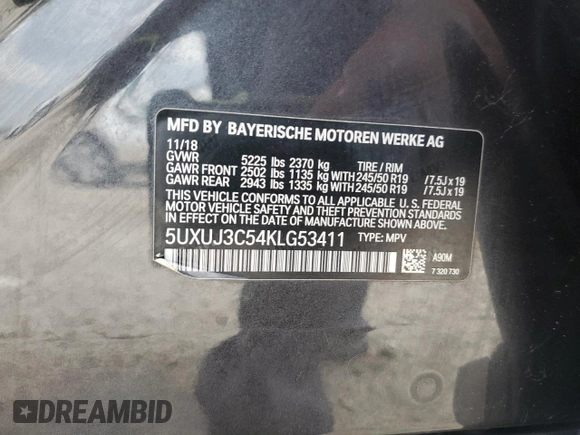 MFD BY BAYERISCHE MOTOREN WERKE AG
11/18
GVWR 5225 lbs 2370 kg TIRE / RIM
GAWR FRONT 2502 lbs 1135 kg WITH 245/50 R19 /7.5J x 19
GAWR REAR 2943 lbs 1335 kg WITH 245/50 R19 /7.5J x 19
THIS VEHICLE CONFORMS TO ALL APPLICABLE U. S. FEDERAL
MOTOR VEHICLE SAFETY, BUMPER, AND THEFT PREVENTION
STANDARDS IN EFFECT ON THE DATE OF MANUFACTURE
SHOWN ABOVE.
5UXUJ3C54KLG53411 TYPE: MPV
A90M
7 320 730
DREAMBID